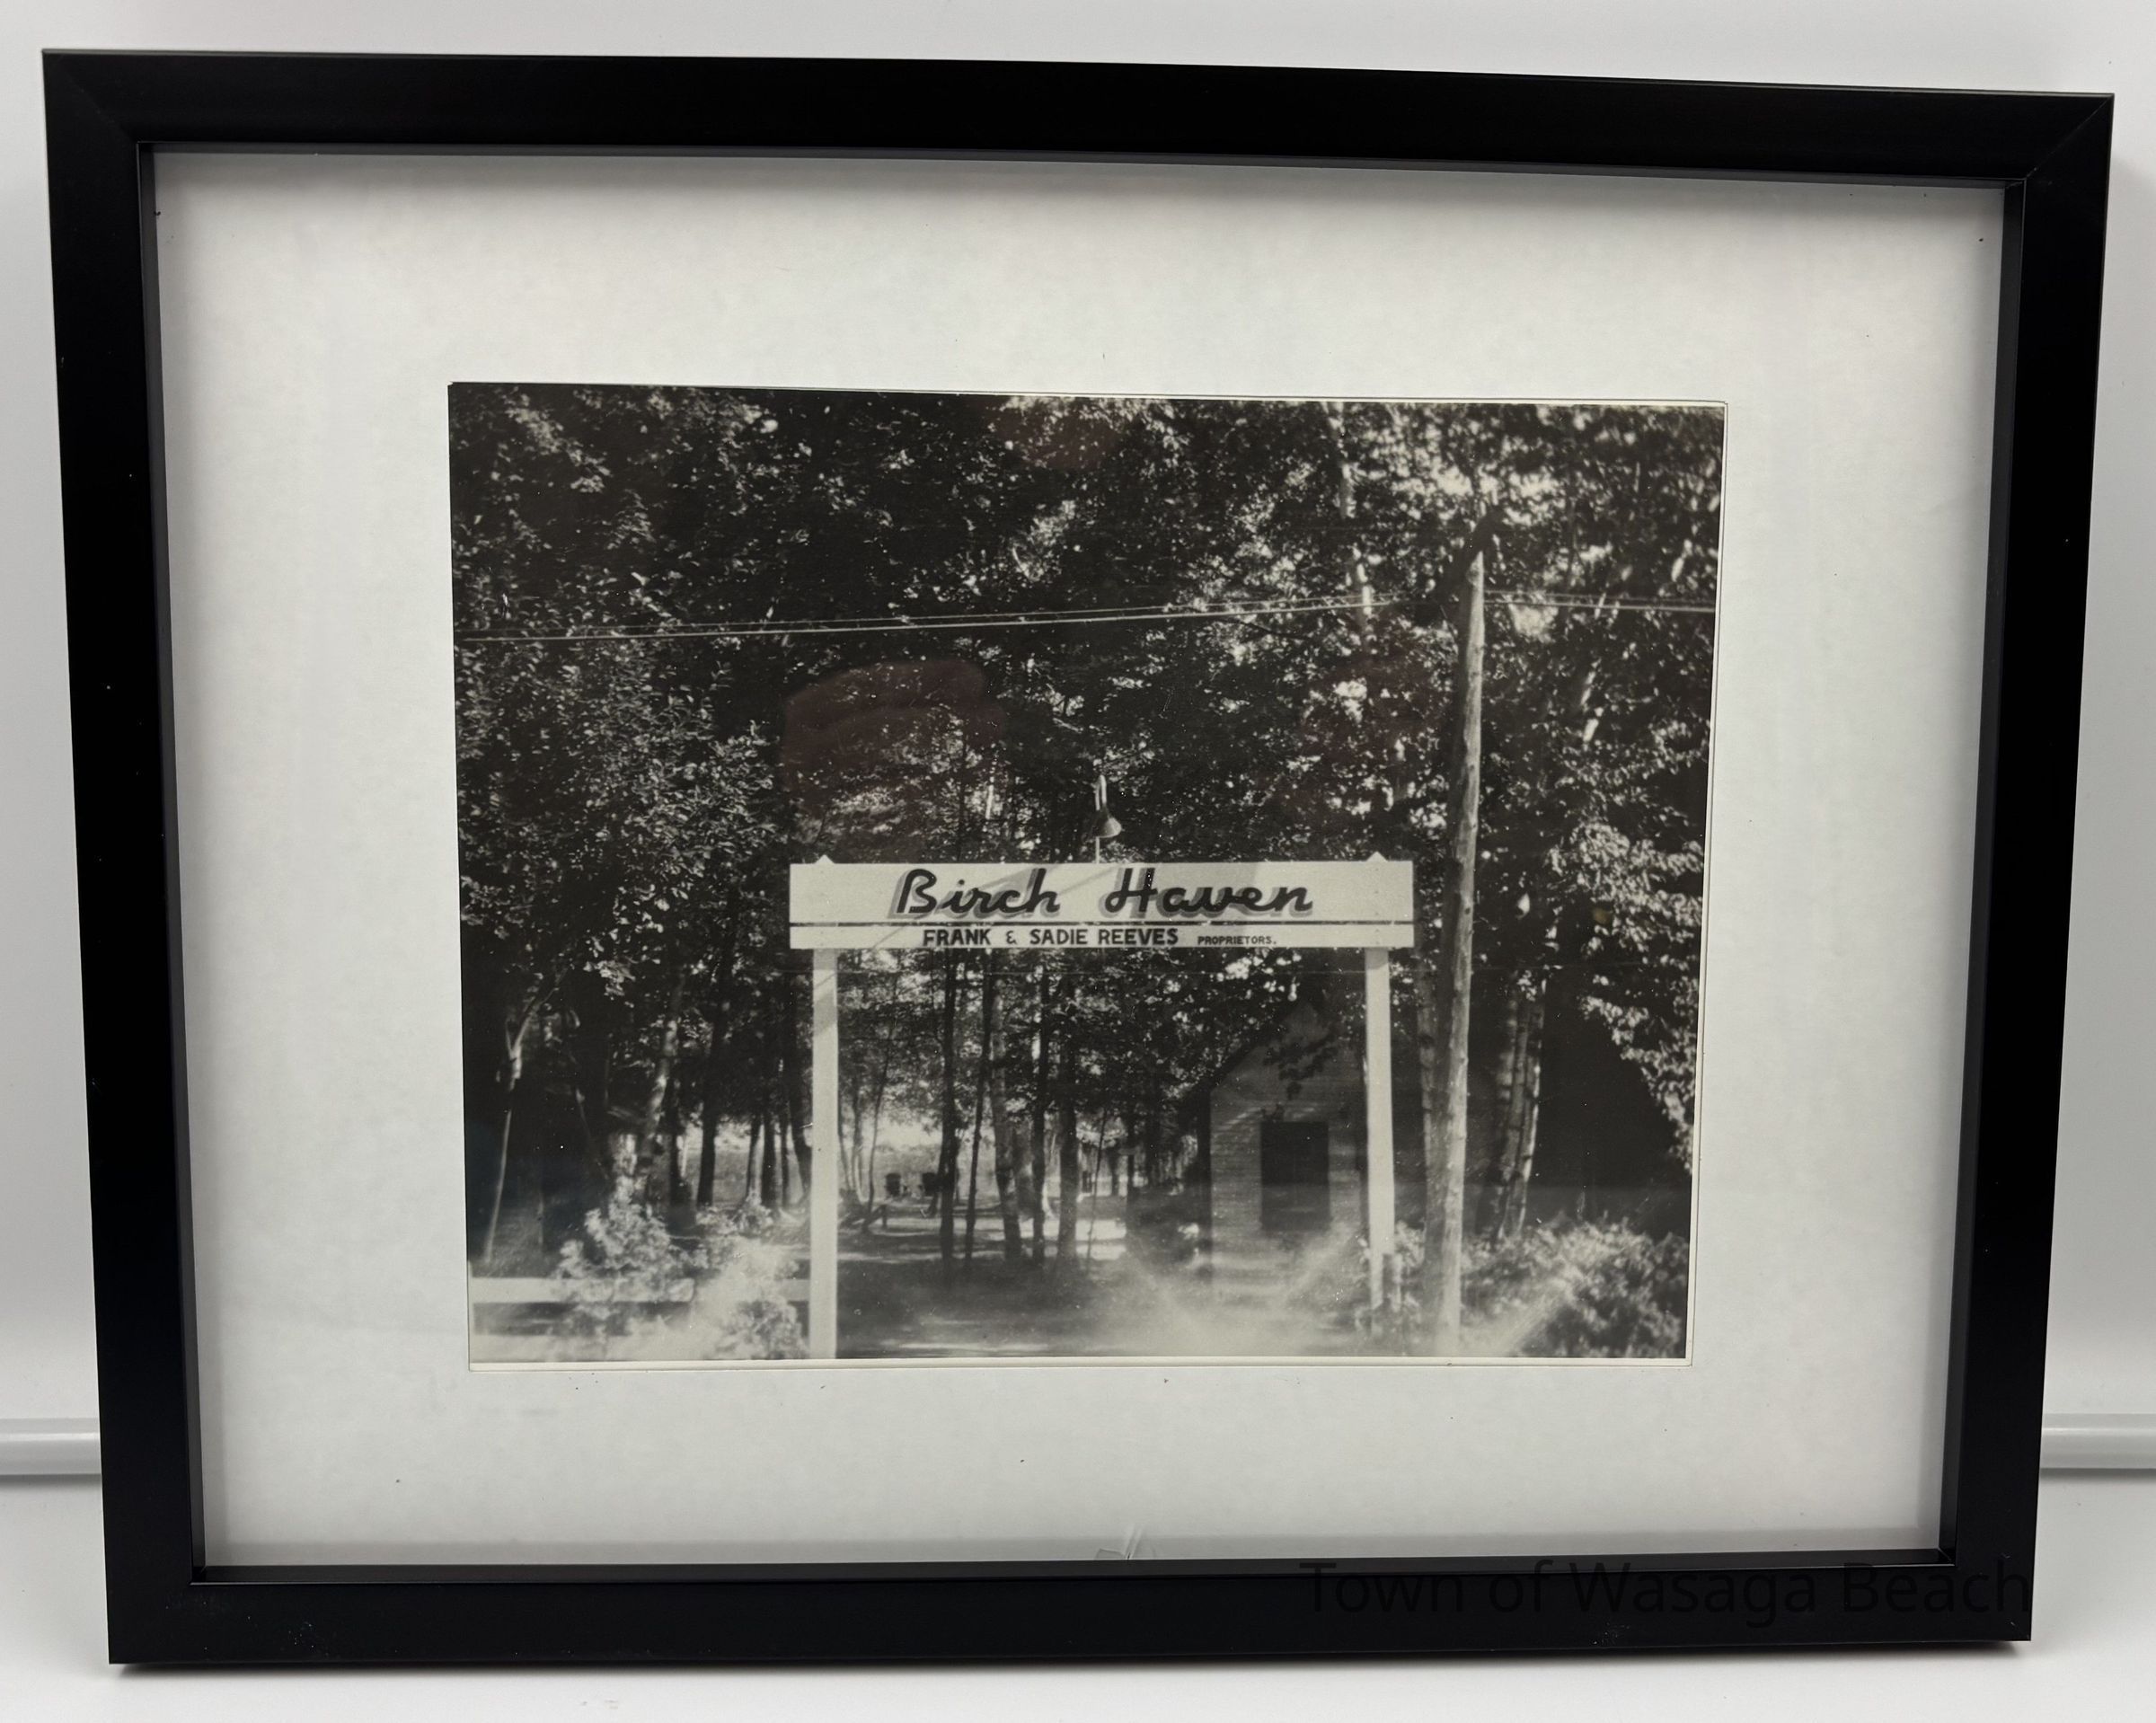 Birch Haven
FRANK & SADIE REEVES PROPRIETORS.
Town of Wasaga Beach